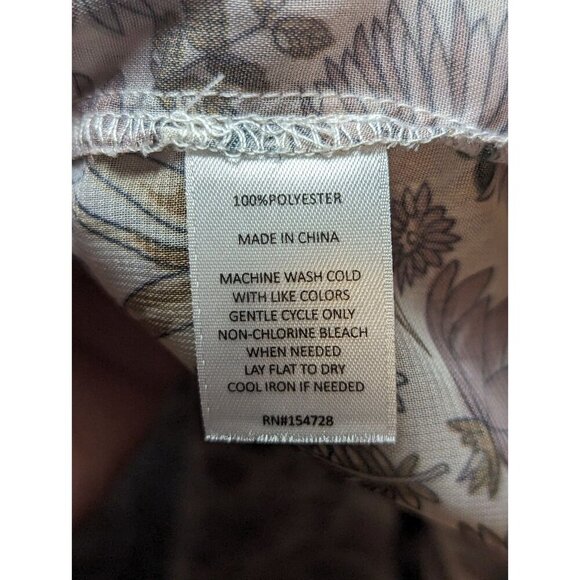 100%POLYESTER
MADE IN CHINA
MACHINE WASH COLD
WITH LIKE COLORS
GENTLE CYCLE ONLY
NON-CHLORINE BLEACH
WHEN NEEDED
LAY FLAT TO DRY
COOL IRON IF NEEDED
RN#154728